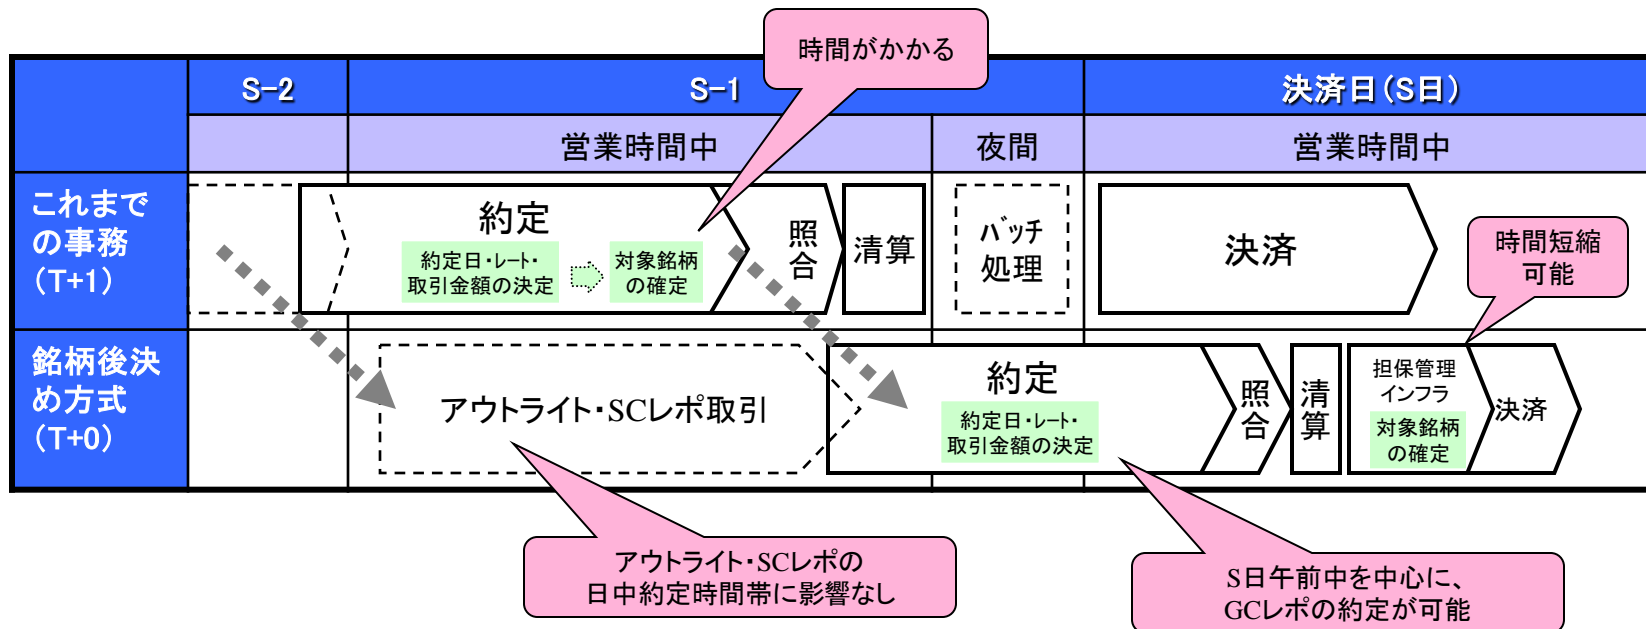 時間がかかる
S-2
S-1
決済日(S日)
営業時間中
夜間
営業時間中
これまで
の事務
(T+1)
約定
約定日・レート・
取引金額の決定
対象銘柄
の確定
照
合
清算
バッチ
処理
決済
時間短縮
可能
銘柄後決
め方式
(T+0)
アウトライト・SCレポ取引
約定
約定日・レート・
取引金額の決定
照
合
清
算
担保管理
インフラ
対象銘柄
の確定
決済
アウトライト・SCレポの
日中約定時間帯に影響なし
S日午前中を中心に、
GCレポの約定が可能